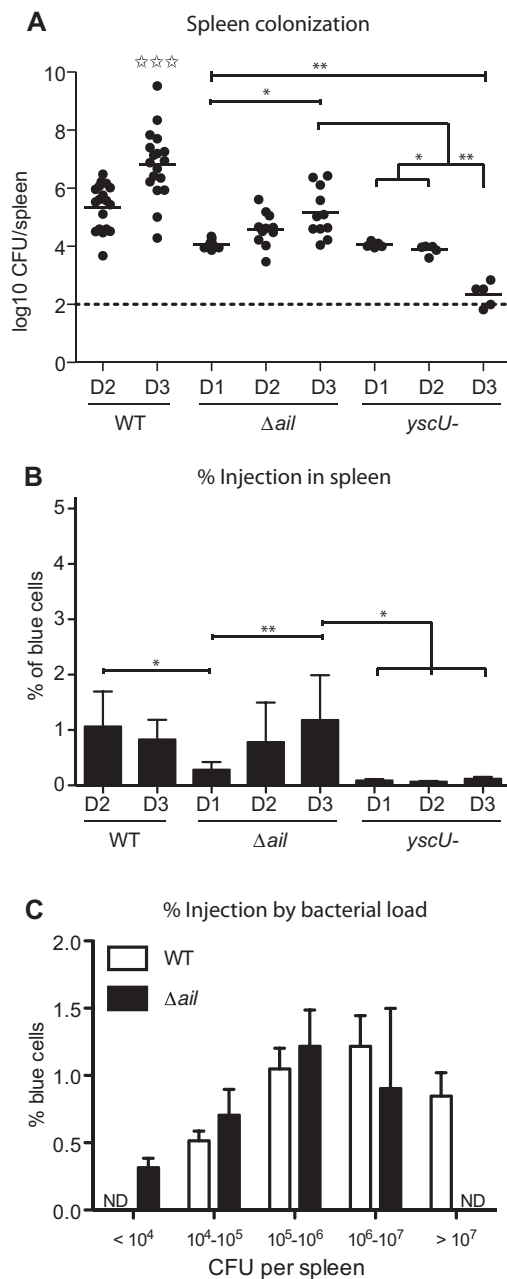 A Spleen colonization
log10 CFU/spleen
10
8
6
4
2
0
☆☆☆
**
*
* **
D2 D3 D1 D2 D3 D1 D2 D3
WT Δail yscU-
B % Injection in spleen
% of blue cells
5
4
3
2
1
0
*
**
*
D2 D3 D1 D2 D3 D1 D2 D3
WT Δail yscU-
C % Injection by bacterial load
% blue cells
2.0
1.5
1.0
0.5
0.0
WT
Δail
ND
ND
< 10⁴ 10⁴-10⁵ 10⁵-10⁶ 10⁶-10⁷ > 10⁷
CFU per spleen